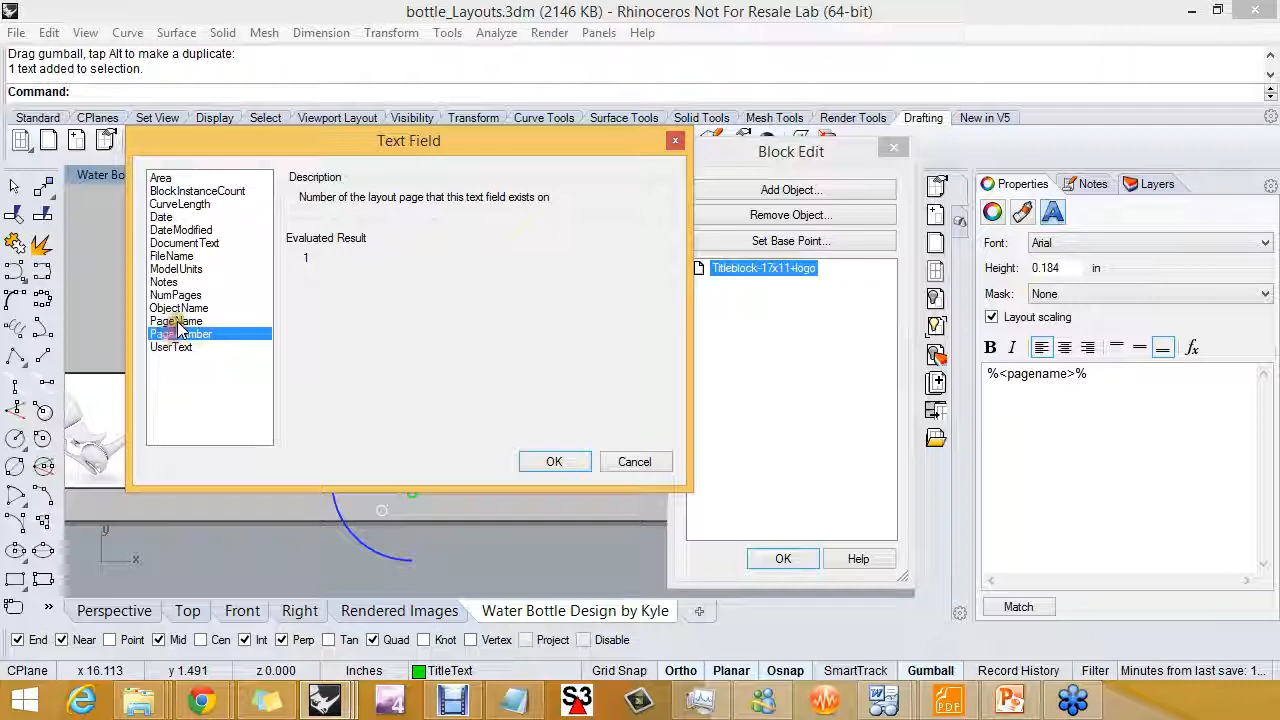 bottle_Layouts.3dm (2146 KB) - Rhinoceros Not For Resale Lab (64-bit)
File Edit View Curve Surface Solid Mesh Dimension Transform Tools Analyze Render Panels Help
Drag gumball, tap Alt to make a duplicate:
1 text added to selection.
Command:
Standard CPlanes Set View Display Select Viewport Layout Visibility Transform Curve Tools Surface Tools Solid Tools Mesh Tools Render Tools Drafting New in V5
Text Field
Area
BlockInstanceCount
CurveLength
Date
DateModified
DocumentText
FileName
ModelUnits
Notes
NumPages
ObjectName
PageName
UserText
Description
Number of the layout page that this text field exists on
Evaluated Result
1
OK Cancel
Water Bo
Block Edit
Add Object...
Remove Object...
Set Base Point...
Titleblock-17x11+logo
OK Help
Properties Notes Layers
Font: Arial
Height: 0.184 in
Mask: None
Layout scaling
B I
%<pagename>%
Match
y
x
Perspective Top Front Right Rendered Images Water Bottle Design by Kyle
End Near Point Mid Cen Int Perp Tan Quad Knot Vertex Project Disable
CPlane x 16.113 y 1.491 z 0.000 Inches TitleText Grid Snap Ortho Planar Osnap SmartTrack Gumball Record History Filter Minutes from last save: 1...